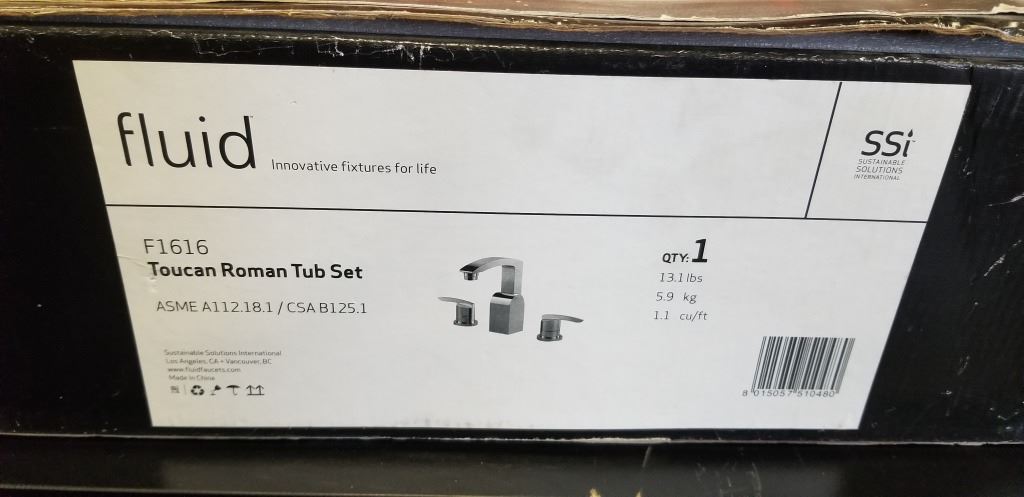 fluid
Innovative fixtures for life
SSi
SUSTAINABLE
SOLUTIONS
INTERNATIONAL
F1616
Toucan Roman Tub Set
ASME A112.18.1 / CSA B125.1
QTY: 1
13.1 lbs
5.9 kg
1.1 cu/ft
Sustainable Solutions International
Los Angeles, CA - Vancouver, BC
www.fluidfaucets.com
Made in China
8 015057 510480